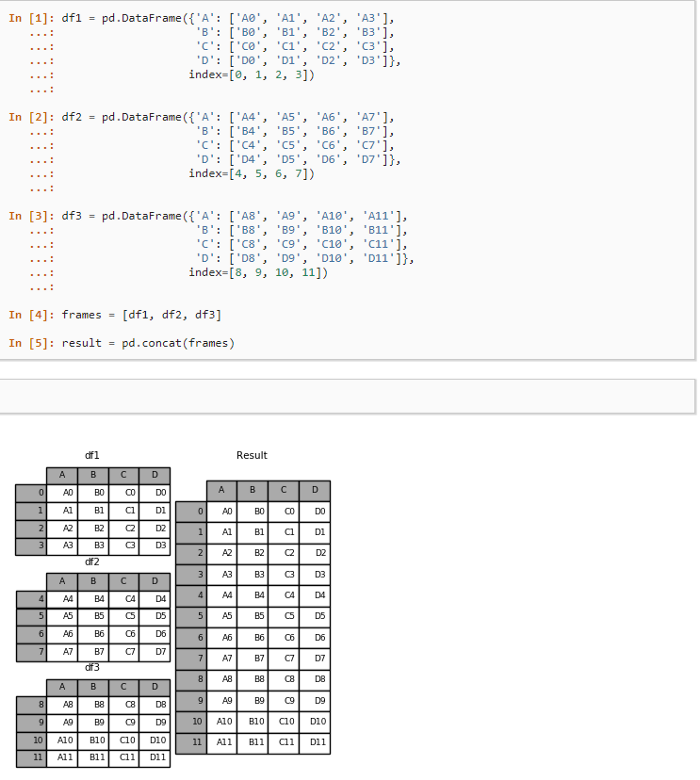 In [1]: df1 = pd.DataFrame({'A': ['A0', 'A1', 'A2', 'A3'],
   ...:                     'B': ['B0', 'B1', 'B2', 'B3'],
   ...:                     'C': ['C0', 'C1', 'C2', 'C3'],
   ...:                     'D': ['D0', 'D1', 'D2', 'D3']},
   ...:                    index=[0, 1, 2, 3])
   ...:
In [2]: df2 = pd.DataFrame({'A': ['A4', 'A5', 'A6', 'A7'],
   ...:                     'B': ['B4', 'B5', 'B6', 'B7'],
   ...:                     'C': ['C4', 'C5', 'C6', 'C7'],
   ...:                     'D': ['D4', 'D5', 'D6', 'D7']},
   ...:                    index=[4, 5, 6, 7])
   ...:
In [3]: df3 = pd.DataFrame({'A': ['A8', 'A9', 'A10', 'A11'],
   ...:                     'B': ['B8', 'B9', 'B10', 'B11'],
   ...:                     'C': ['C8', 'C9', 'C10', 'C11'],
   ...:                     'D': ['D8', 'D9', 'D10', 'D11']},
   ...:                    index=[8, 9, 10, 11])
   ...:
In [4]: frames = [df1, df2, df3]
In [5]: result = pd.concat(frames)
df1
A B C D
0 A0 B0 C0 D0
1 A1 B1 C1 D1
2 A2 B2 C2 D2
3 A3 B3 C3 D3
df2
A B C D
4 A4 B4 C4 D4
5 A5 B5 C5 D5
6 A6 B6 C6 D6
7 A7 B7 C7 D7
df3
A B C D
8 A8 B8 C8 D8
9 A9 B9 C9 D9
10 A10 B10 C10 D10
11 A11 B11 C11 D11
Result
A B C D
0 A0 B0 C0 D0
1 A1 B1 C1 D1
2 A2 B2 C2 D2
3 A3 B3 C3 D3
4 A4 B4 C4 D4
5 A5 B5 C5 D5
6 A6 B6 C6 D6
7 A7 B7 C7 D7
8 A8 B8 C8 D8
9 A9 B9 C9 D9
10 A10 B10 C10 D10
11 A11 B11 C11 D11